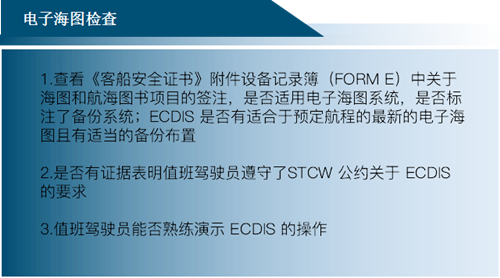 电子海图检查
1.查看《客船安全证书》附件设备记录簿（FORM E）中关于
海图和航海图书项目的签注，是否适用电子海图系统，是否标
注了备份系统；ECDIS 是否有适合于预定航程的最新的电子海
图且有适当的备份布置
2.是否有证据表明值班驾驶员遵守了STCW 公约关于 ECDIS
的要求
3.值班驾驶员能否熟练演示 ECDIS 的操作